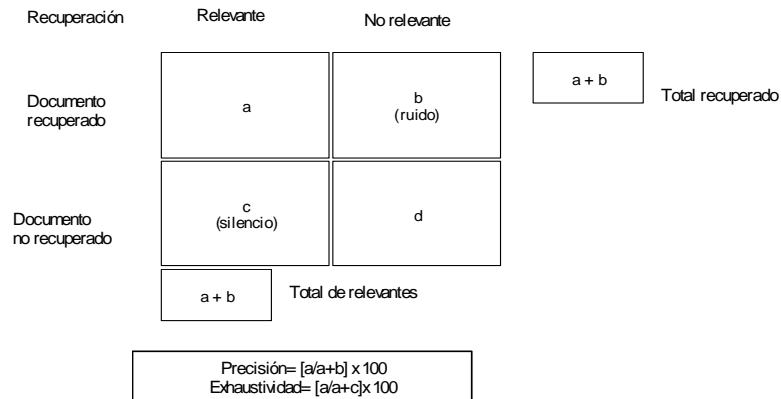 Recuperación
Relevante
No relevante
Documento
recuperado
a
b
(ruido)
a + b
Total recuperado
Documento
no recuperado
c
(silencio)
d
a + b
Total de relevantes
Precisión= [a/a+b] x 100
Exhaustividad= [a/a+c]x 100